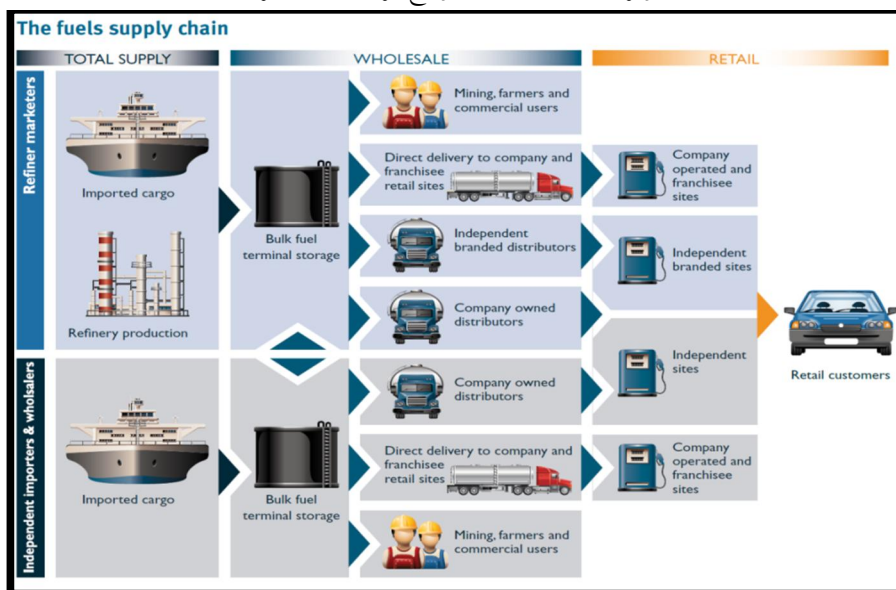 The fuels supply chain
TOTAL SUPPLY
WHOLESALE
RETAIL
Refiner marketers
Imported cargo
Refinery production
Bulk fuel
terminal storage
Mining, farmers and
commercial users
Direct delivery to company and
franchisee
retail sites
Independent
branded distributors
Company owned
distributors
Company
operated and
franchisee
sites
Independent
branded sites
Independent importers & wholsalers
Imported cargo
Bulk fuel
terminal storage
Company owned
distributors
Direct delivery to company and
franchisee
retail sites
Mining, farmers and
commercial users
Independent
sites
Company
operated and
franchisee
sites
Retail customers